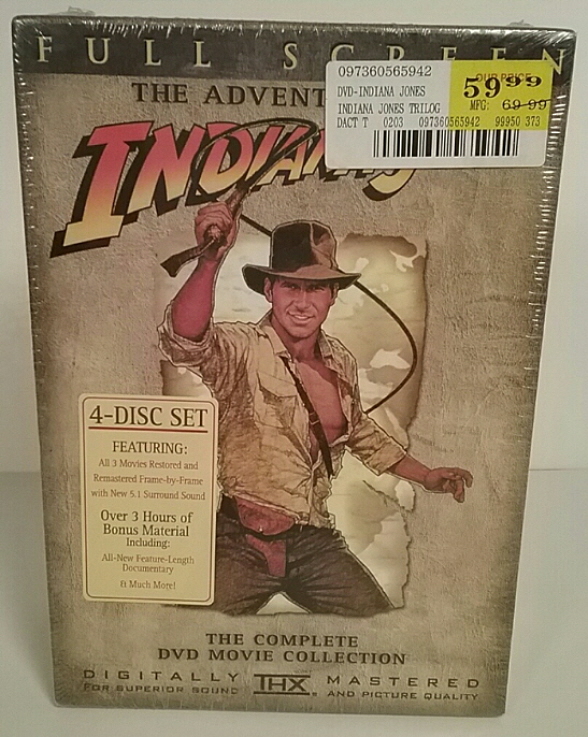 FULL SCREEN
097360565942
OUR PRICE
59.99
DVD-INDIANA JONES
INDIANA JONES TRILOG
MFG: 69.99
DACT T 0203 097360565942 99950 373
THE ADVENT
INDIANA
4-DISC SET
FEATURING:
All 3 Movies Restored and
Remastered Frame-by-Frame
with New 5.1 Surround Sound
Over 3 Hours of
Bonus Material
Including:
All-New Feature-Length
Documentary
& Much More!
THE COMPLETE
DVD MOVIE COLLECTION
DIGITALLY THX MASTERED
FOR SUPERIOR SOUND AND PICTURE QUALITY